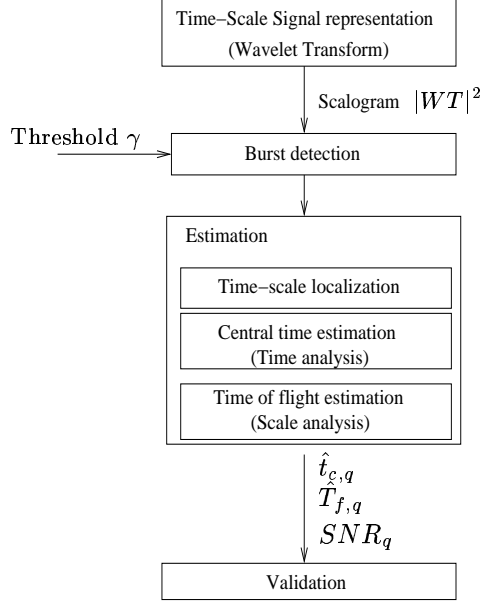 Time−Scale Signal representation
(Wavelet Transform)
Scalogram |WT|²
Threshold γ
Burst detection
Estimation
Time−scale localization
Central time estimation
(Time analysis)
Time of flight estimation
(Scale analysis)
t̂_{c,q}
T̂_{f,q}
SNR_q
Validation